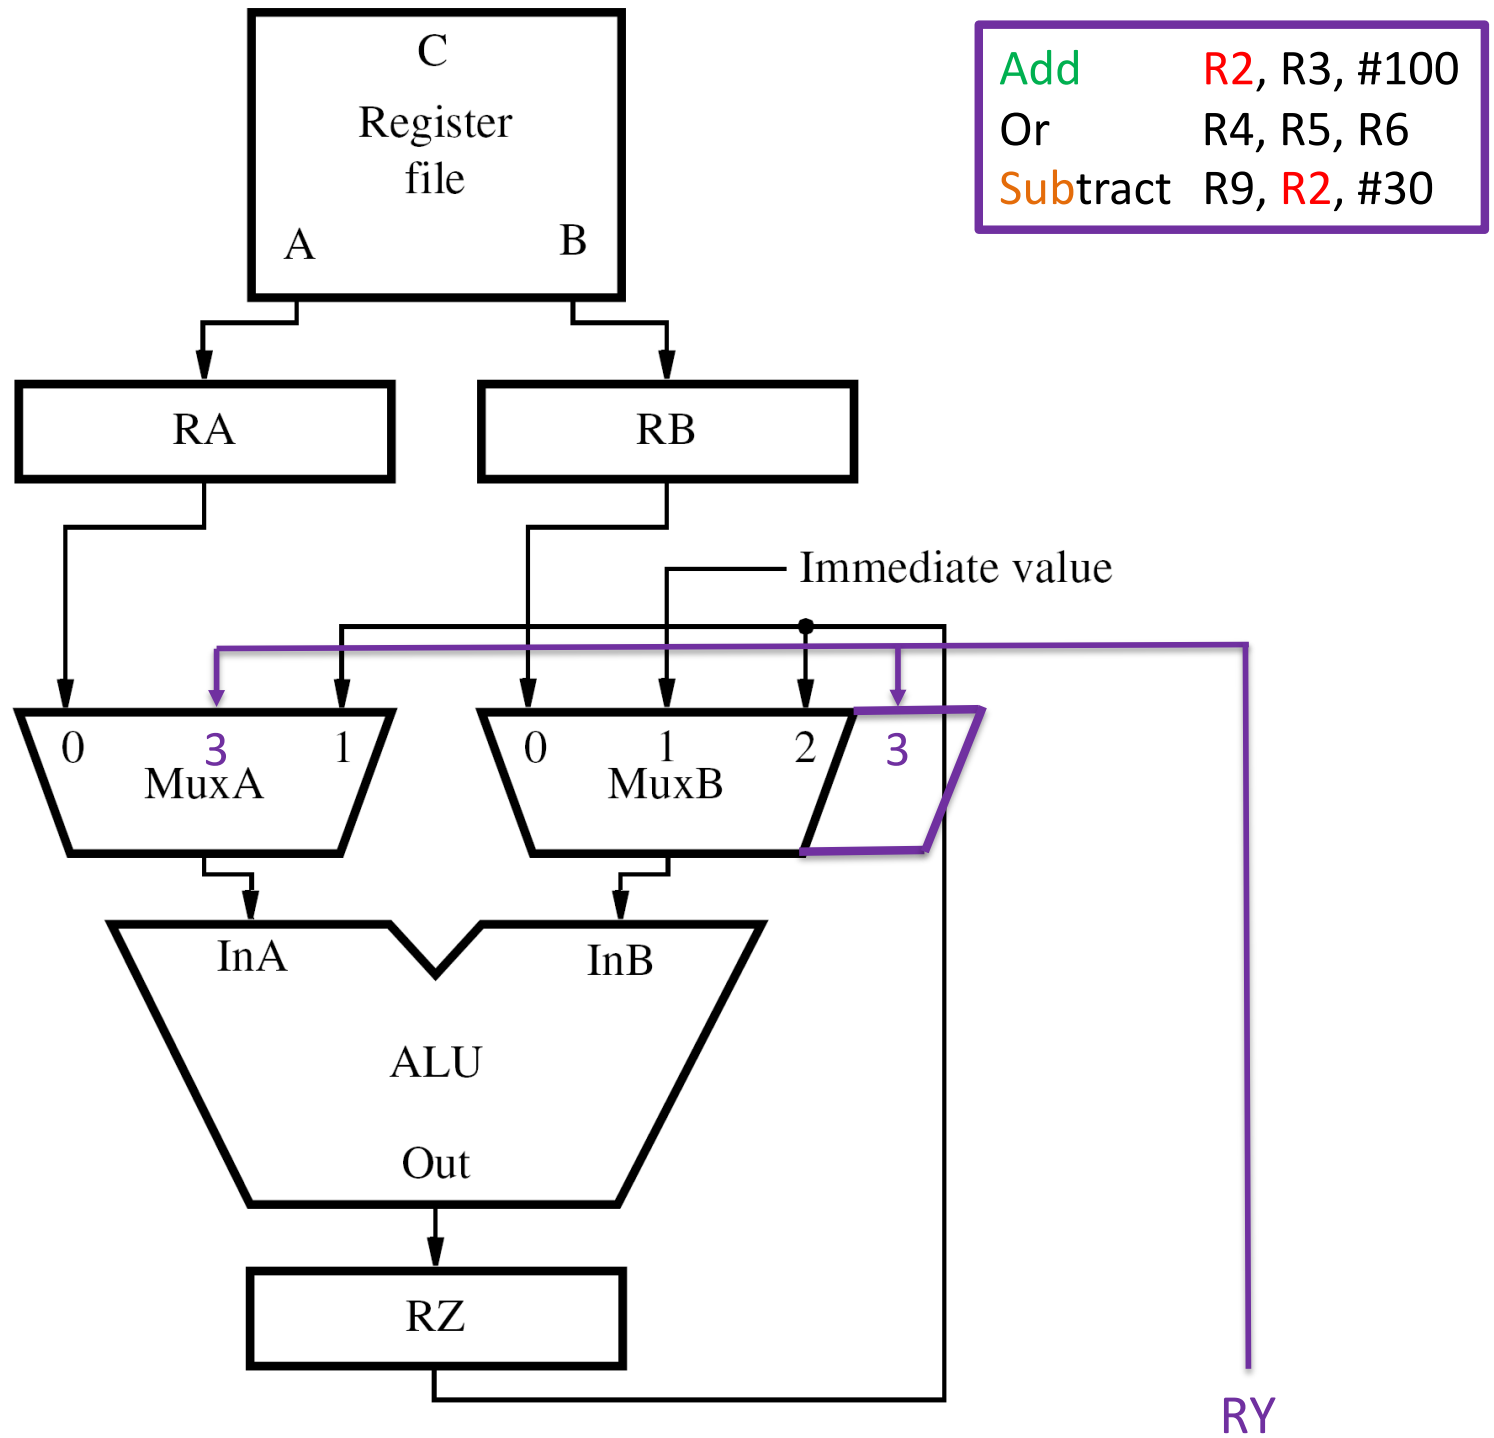 C
Register
file
A B
Add R2, R3, #100
Or R4, R5, R6
Subtract R9, R2, #30
RA RB
Immediate value
0 3 1
MuxA
0 1 2 3
MuxB
InA InB
ALU
Out
RZ
RY